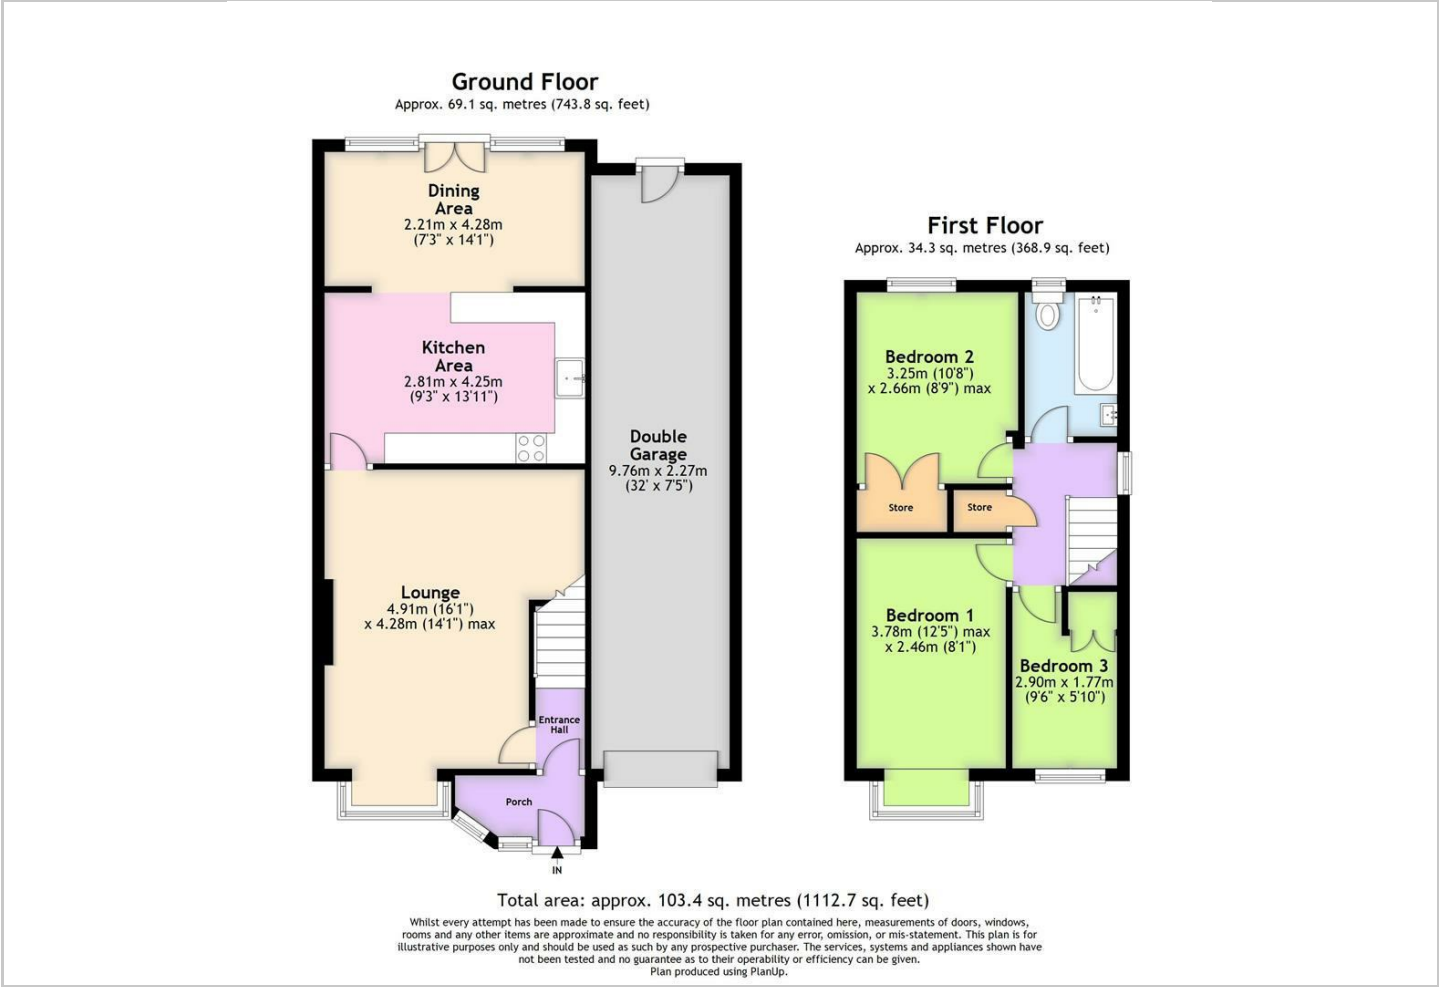 Ground Floor
Approx. 69.1 sq. metres (743.8 sq. feet)
Dining
Area
2.21m x 4.28m
(7'3" x 14'1")
Kitchen
Area
2.81m x 4.25m
(9'3" x 13'11")
Double
Garage
9.76m x 2.27m
(32' x 7'5")
Lounge
4.91m (16'1")
x 4.28m (14'1") max
Entrance
Hall
Porch
IN
First Floor
Approx. 34.3 sq. metres (368.9 sq. feet)
Bedroom 2
3.25m (10'8")
x 2.66m (8'9") max
Store
Store
Bedroom 1
3.78m (12'5") max
x 2.46m (8'1")
Bedroom 3
2.90m x 1.77m
(9'6" x 5'10")
Total area: approx. 103.4 sq. metres (1112.7 sq. feet)
Whilst every attempt has been made to ensure the accuracy of the floor plan contained here, measurements of doors, windows,
rooms and any other items are approximate and no responsibility is taken for any error, omission, or mis-statement. This plan is for
illustrative purposes only and should be used as such by any prospective purchaser. The services, systems and appliances shown have
not been tested and no guarantee as to their operability or efficiency can be given.
Plan produced using PlanUp.